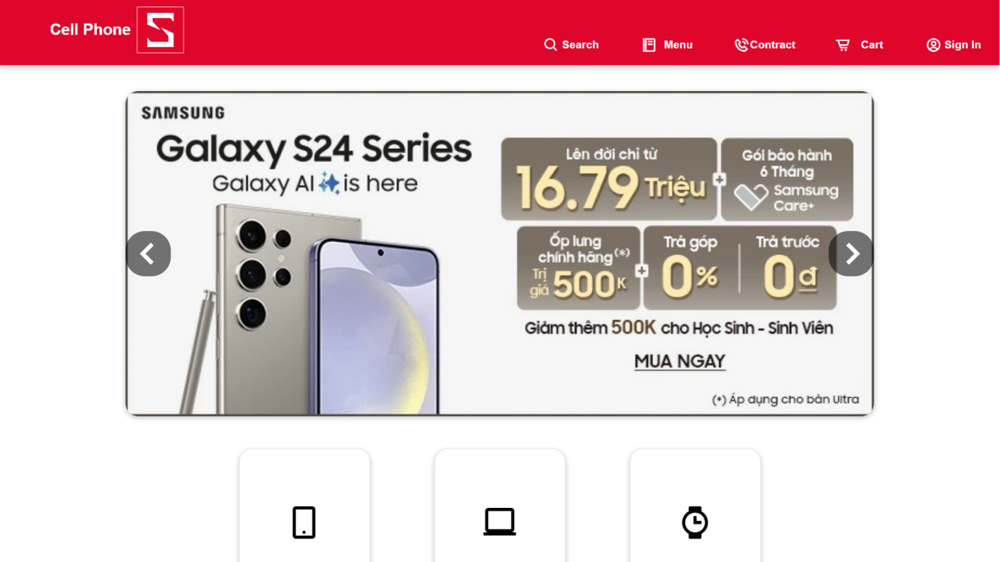 Cell Phone S
Search
Menu
Contract
Cart
Sign In
SAMSUNG
Galaxy S24 Series
Galaxy AI is here
Lên đời chỉ từ
16.79 Triệu
Gói bảo hành
6 Tháng
Samsung
Care+
Ốp lưng
chính hãng(*)
Trị
giá 500K
Trả góp
0%
Trả trước
0đ
Giảm thêm 500K cho Học Sinh - Sinh Viên
MUA NGAY
(*) Áp dụng cho bản Ultra